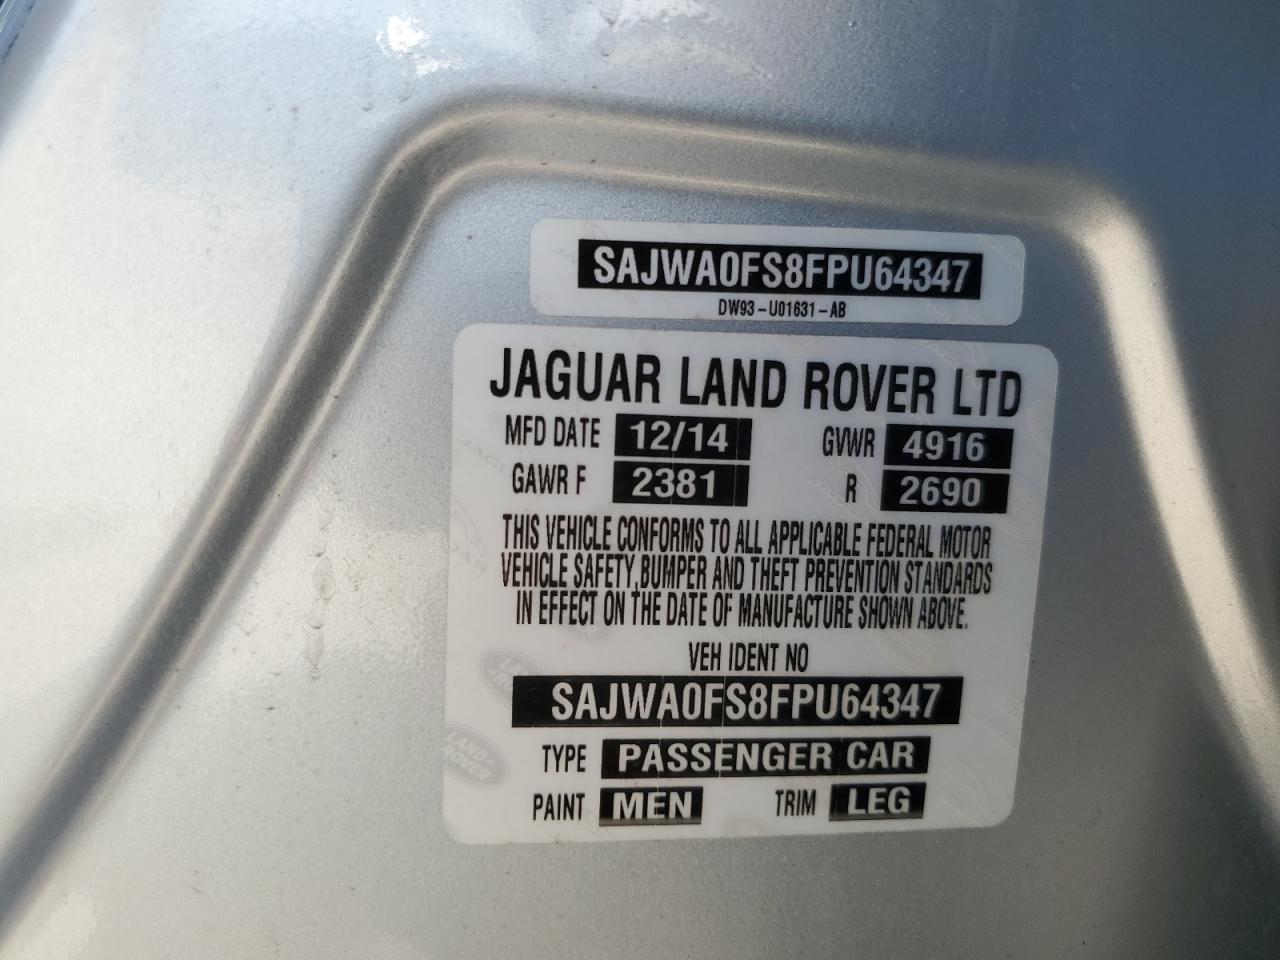 SAJWA0FS8FPU64347
DW93-U01631-AB
JAGUAR LAND ROVER LTD
MFD DATE 12/14 GVWR 4916
GAWR F 2381 R 2690
THIS VEHICLE CONFORMS TO ALL APPLICABLE FEDERAL MOTOR
VEHICLE SAFETY, BUMPER AND THEFT PREVENTION STANDARDS
IN EFFECT ON THE DATE OF MANUFACTURE SHOWN ABOVE.
VEH IDENT NO
SAJWA0FS8FPU64347
TYPE PASSENGER CAR
PAINT MEN TRIM LEG
LAND
ROVER